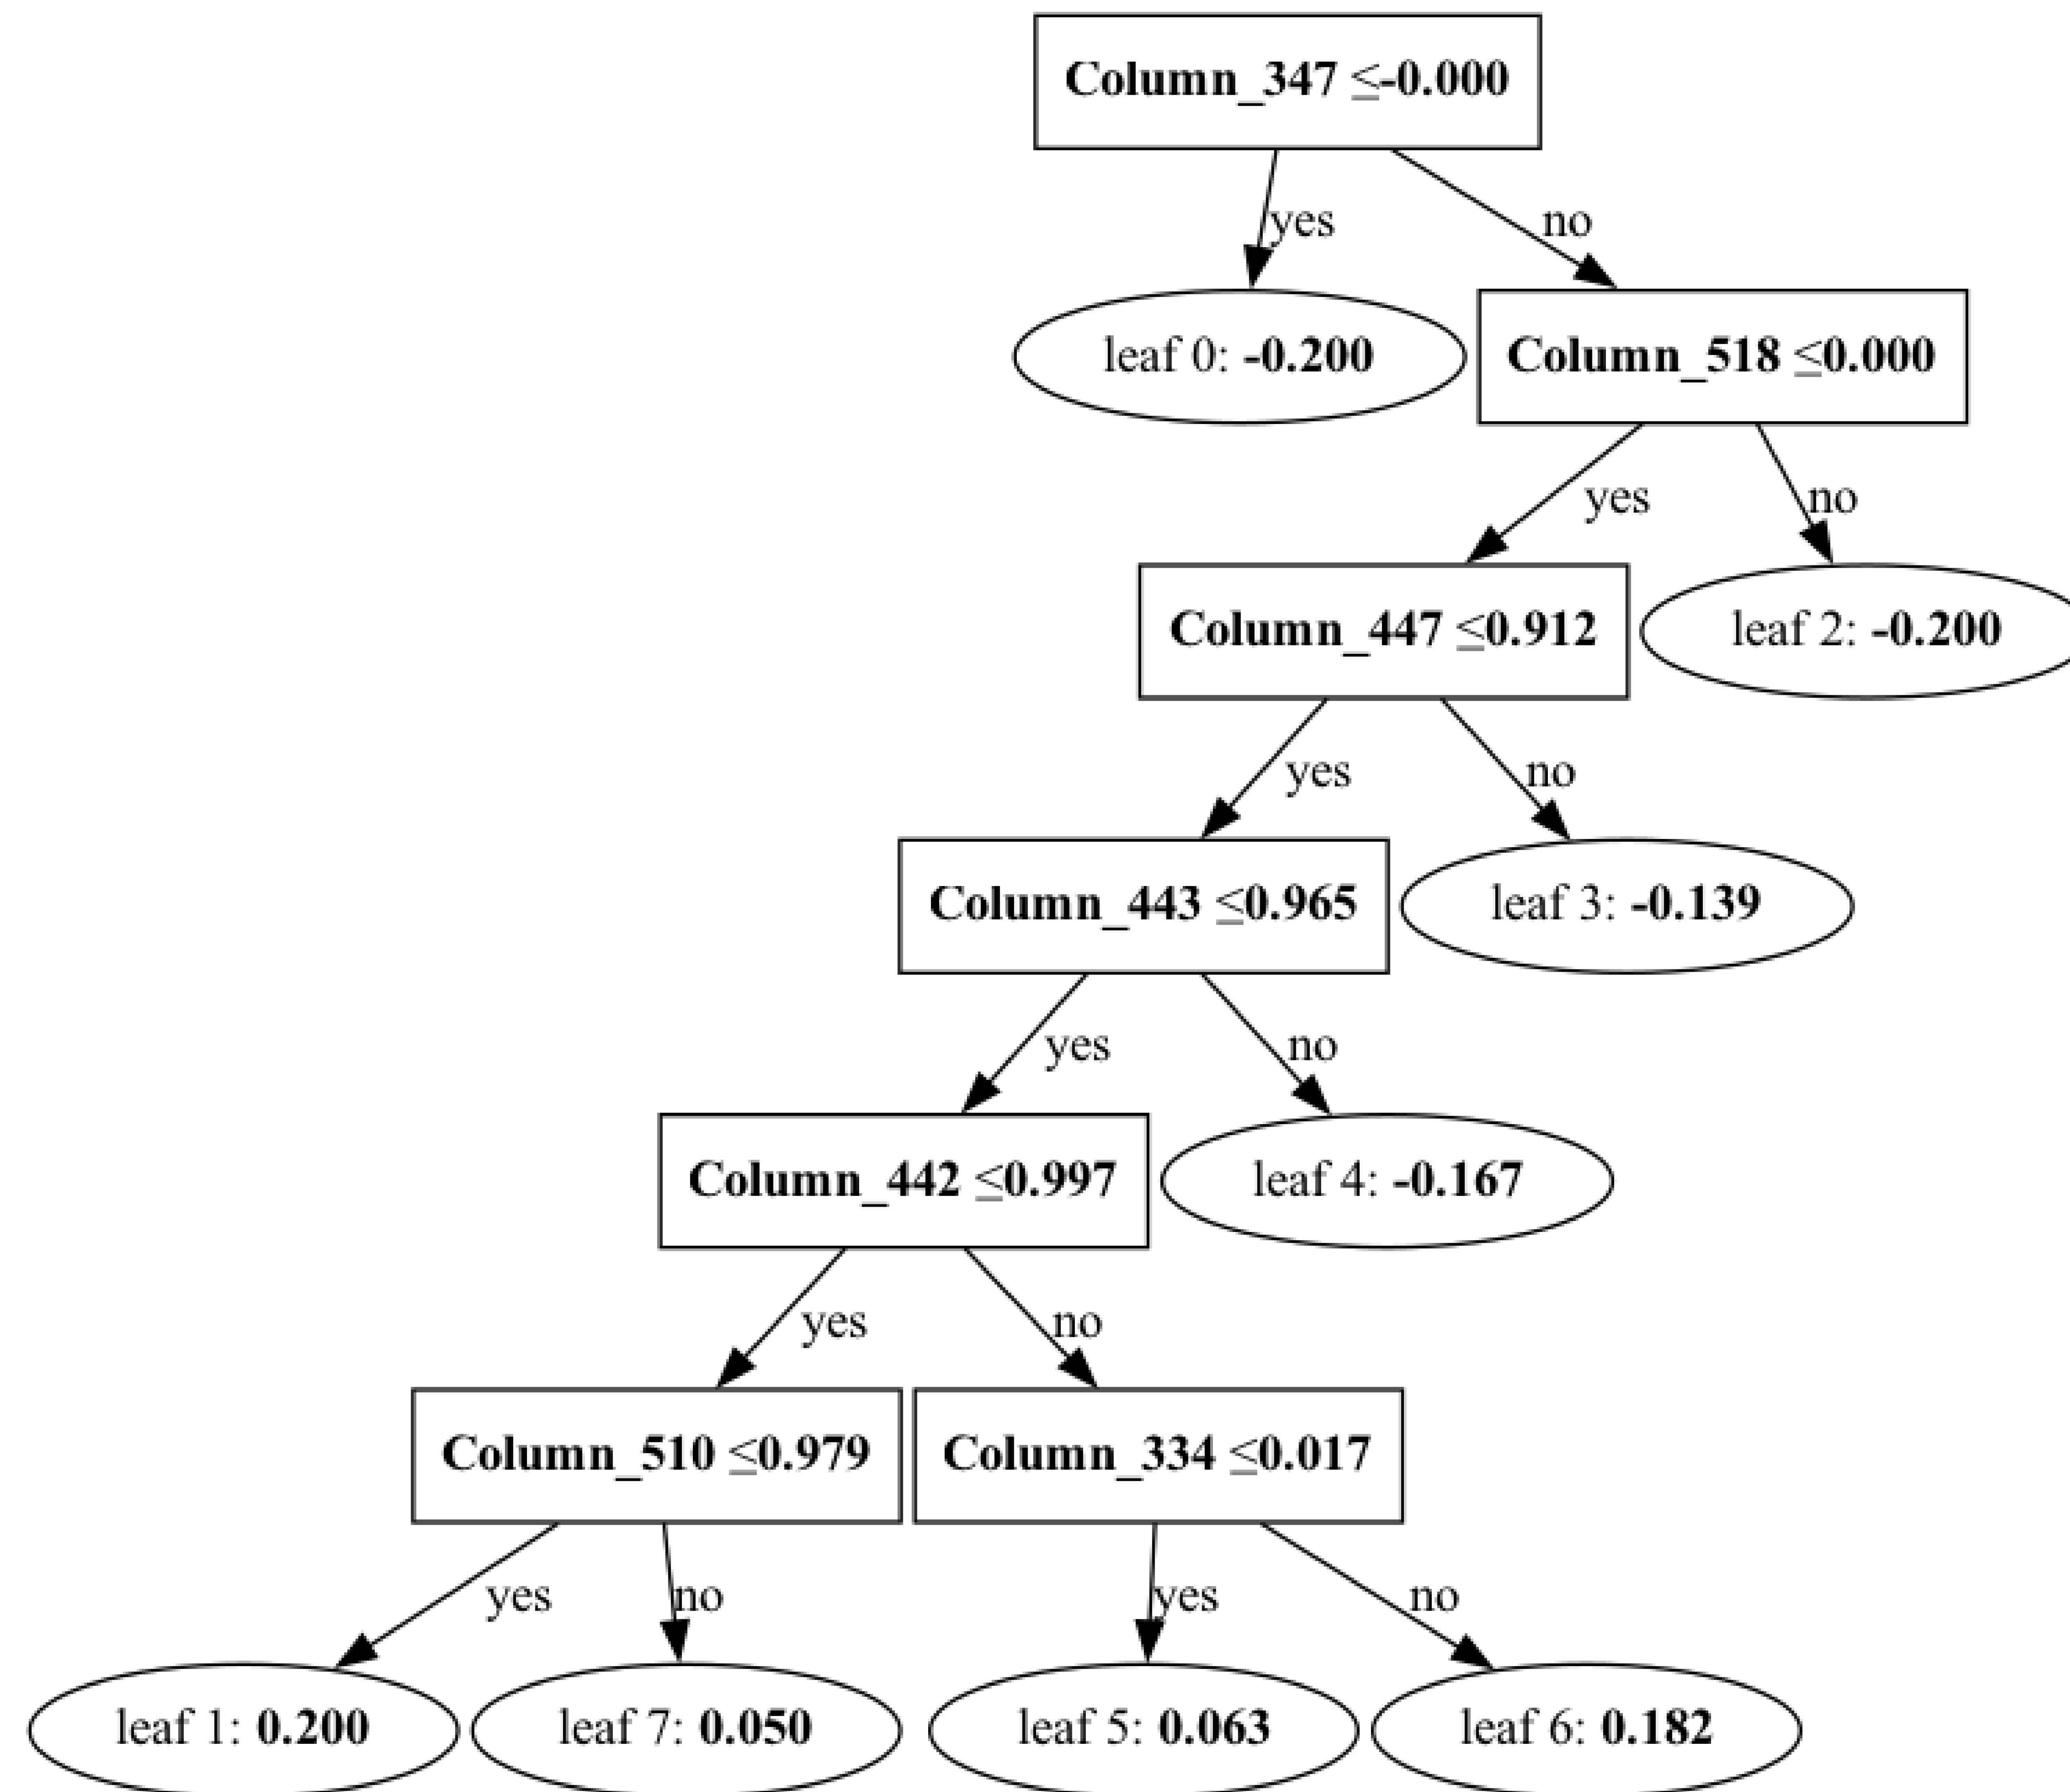 Column_347 ≤-0.000
yes
no
leaf 0: -0.200
Column_518 ≤0.000
yes
no
Column_447 ≤0.912
leaf 2: -0.200
yes
no
Column_443 ≤0.965
leaf 3: -0.139
yes
no
Column_442 ≤0.997
leaf 4: -0.167
yes
no
Column_510 ≤0.979
Column_334 ≤0.017
yes
no
yes
no
leaf 1: 0.200
leaf 7: 0.050
leaf 5: 0.063
leaf 6: 0.182